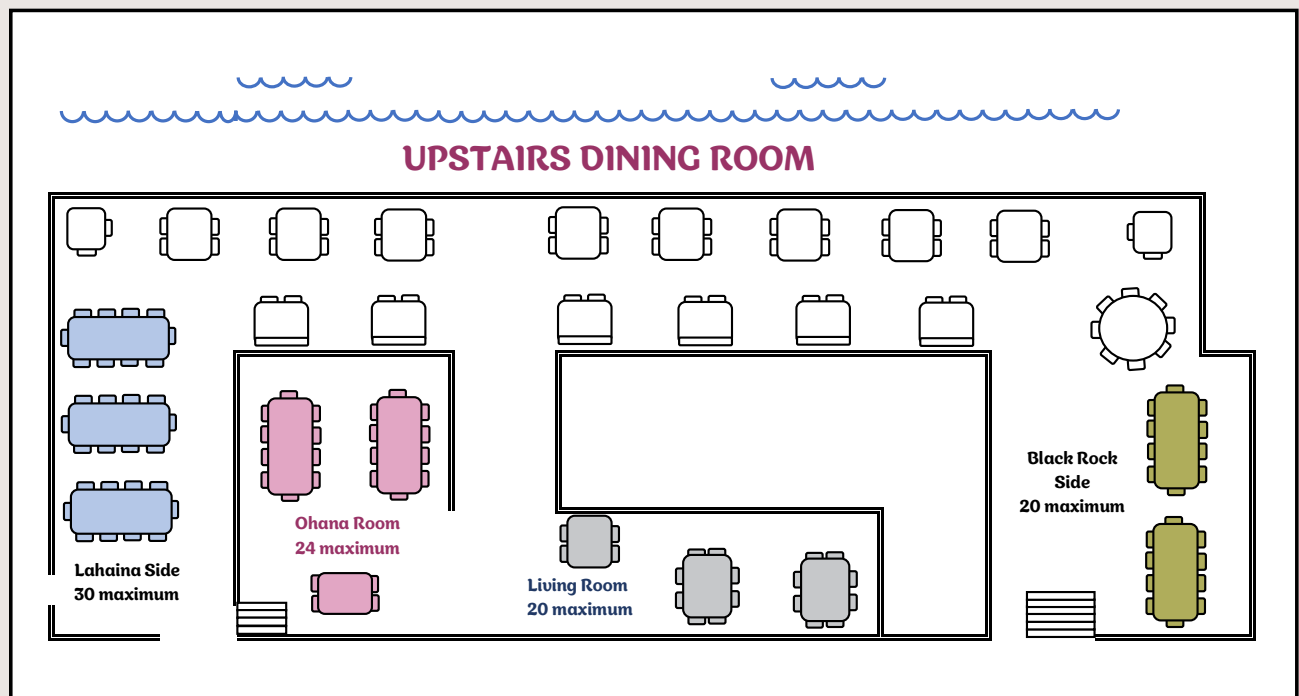 UPSTAIRS DINING ROOM
Black Rock
Side
20 maximum
Ohana Room
24 maximum
Lahaina Side
30 maximum
Living Room
20 maximum